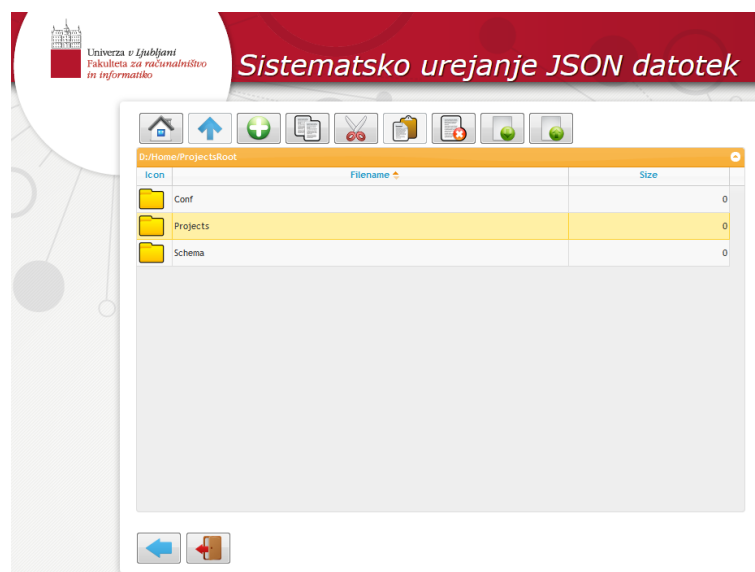 Univerza v Ljubljani
Fakulteta za računalništvo
in informatiko
Sistematsko urejanje JSON datotek
D:/Home/ProjectsRoot
Icon Filename Size
Conf 0
Projects 0
Schema 0